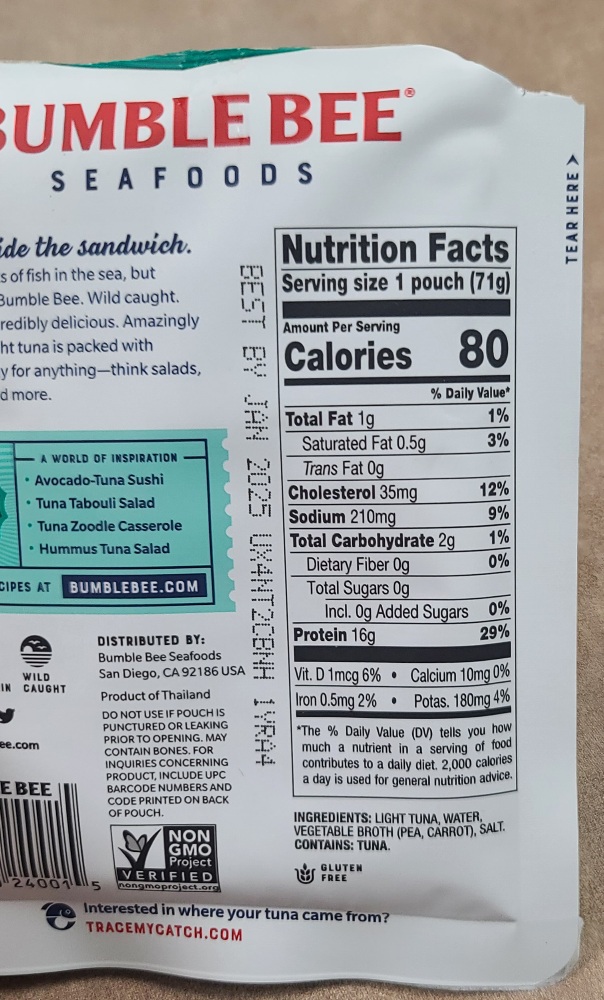 BUMBLE BEE®
SEAFOODS
TEAR HERE >
ide the sandwich.
s of fish in the sea, but
Bumble Bee. Wild caught.
redibly delicious. Amazingly
ht tuna is packed with
y for anything—think salads,
d more.
A WORLD OF INSPIRATION
• Avocado-Tuna Sushi
• Tuna Tabouli Salad
• Tuna Zoodle Casserole
• Hummus Tuna Salad
CIPES AT BUMBLEBEE.COM
BEST BY JAN 2025
Nutrition Facts
Serving size 1 pouch (71g)
Amount Per Serving
Calories 80
% Daily Value*
Total Fat 1g 1%
Saturated Fat 0.5g 3%
Trans Fat 0g
Cholesterol 35mg 12%
Sodium 210mg 9%
Total Carbohydrate 2g 1%
Dietary Fiber 0g 0%
Total Sugars 0g
Incl. 0g Added Sugars 0%
Protein 16g 29%
Vit. D 1mcg 6% • Calcium 10mg 0%
Iron 0.5mg 2% • Potas. 180mg 4%
*The % Daily Value (DV) tells you how
much a nutrient in a serving of food
contributes to a daily diet. 2,000 calories
a day is used for general nutrition advice.
INGREDIENTS: LIGHT TUNA, WATER,
VEGETABLE BROTH (PEA, CARROT), SALT.
CONTAINS: TUNA.
GLUTEN
FREE
WILD
IN CAUGHT
ee.com
DISTRIBUTED BY:
Bumble Bee Seafoods
San Diego, CA 92186 USA
Product of Thailand
DO NOT USE IF POUCH IS
PUNCTURED OR LEAKING
PRIOR TO OPENING. MAY
CONTAIN BONES. FOR
INQUIRIES CONCERNING
PRODUCT, INCLUDE UPC
BARCODE NUMBERS AND
CODE PRINTED ON BACK
OF POUCH.
E BEE
24001 5
NON
GMO
Project
VERIFIED
nongmoproject.org
Interested in where your tuna came from?
TRACEMYCATCH.COM